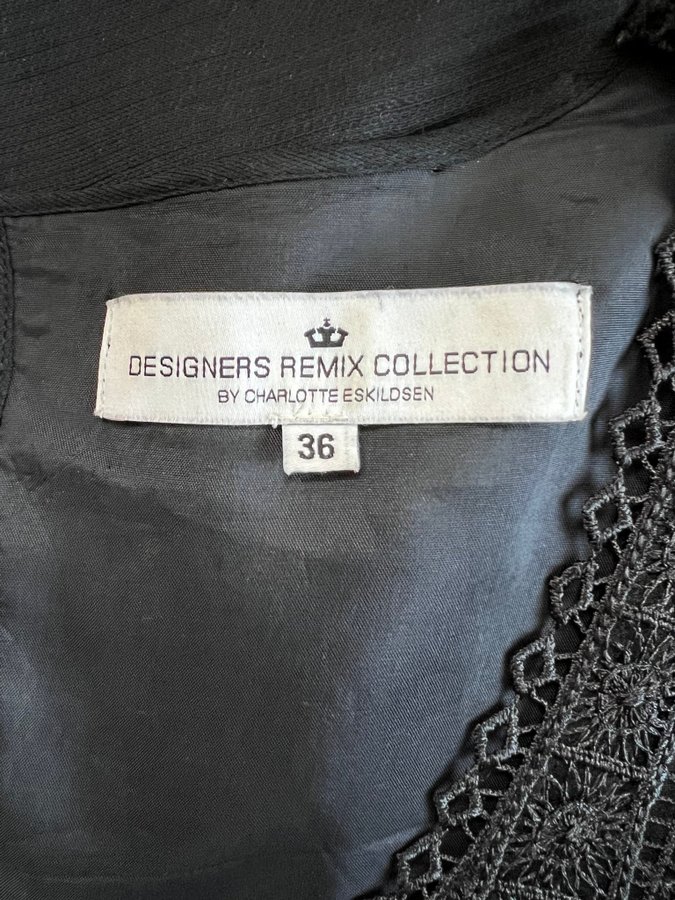 DESIGNERS REMIX COLLECTION
BY CHARLOTTE ESKILDSEN
36